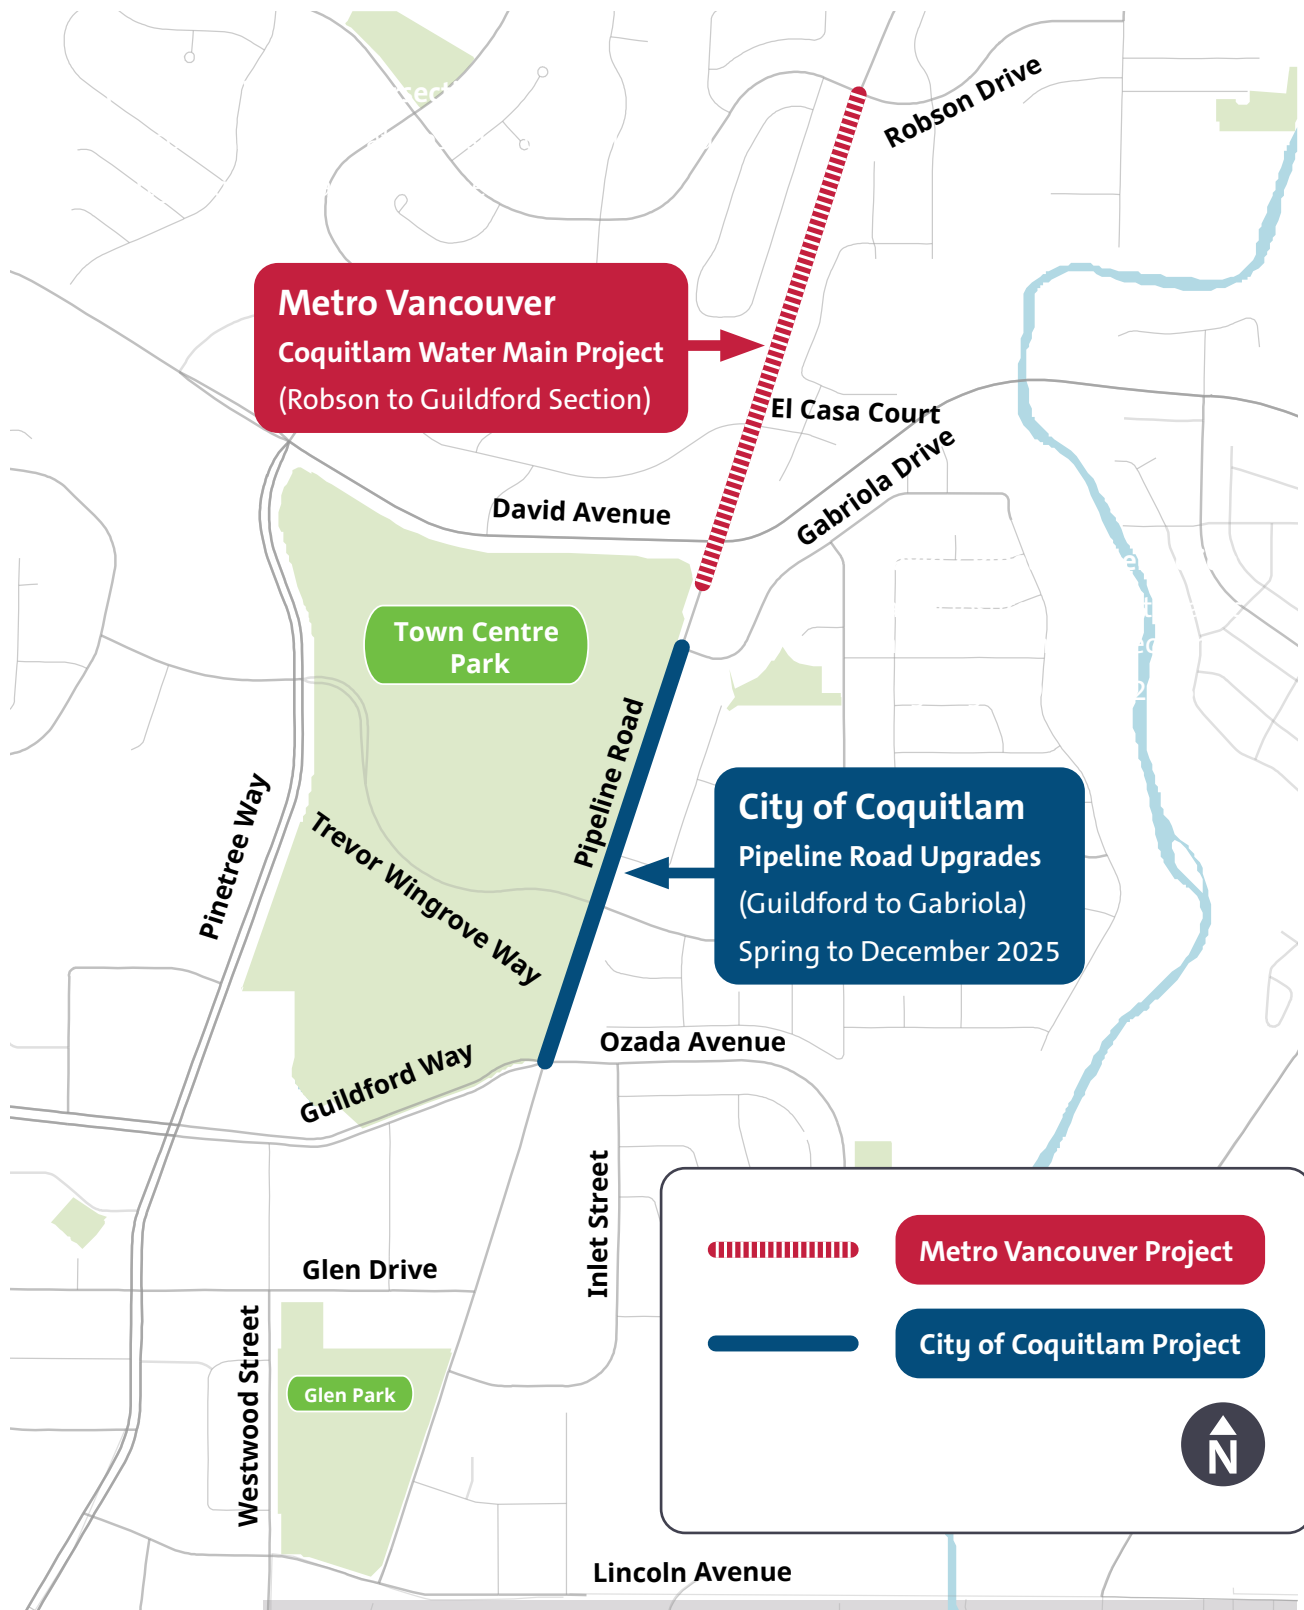 Robson Drive
Metro Vancouver
Coquitlam Water Main Project
(Robson to Guildford Section)
El Casa Court
Gabriola Drive
David Avenue
Town Centre
Park
Pipeline Road
City of Coquitlam
Pipeline Road Upgrades
(Guildford to Gabriola)
Spring to December 2025
Pinetree Way
Trevor Wingrove Way
Ozada Avenue
Guildford Way
Inlet Street
Metro Vancouver Project
Glen Drive
City of Coquitlam Project
Westwood Street
Glen Park
N
Lincoln Avenue